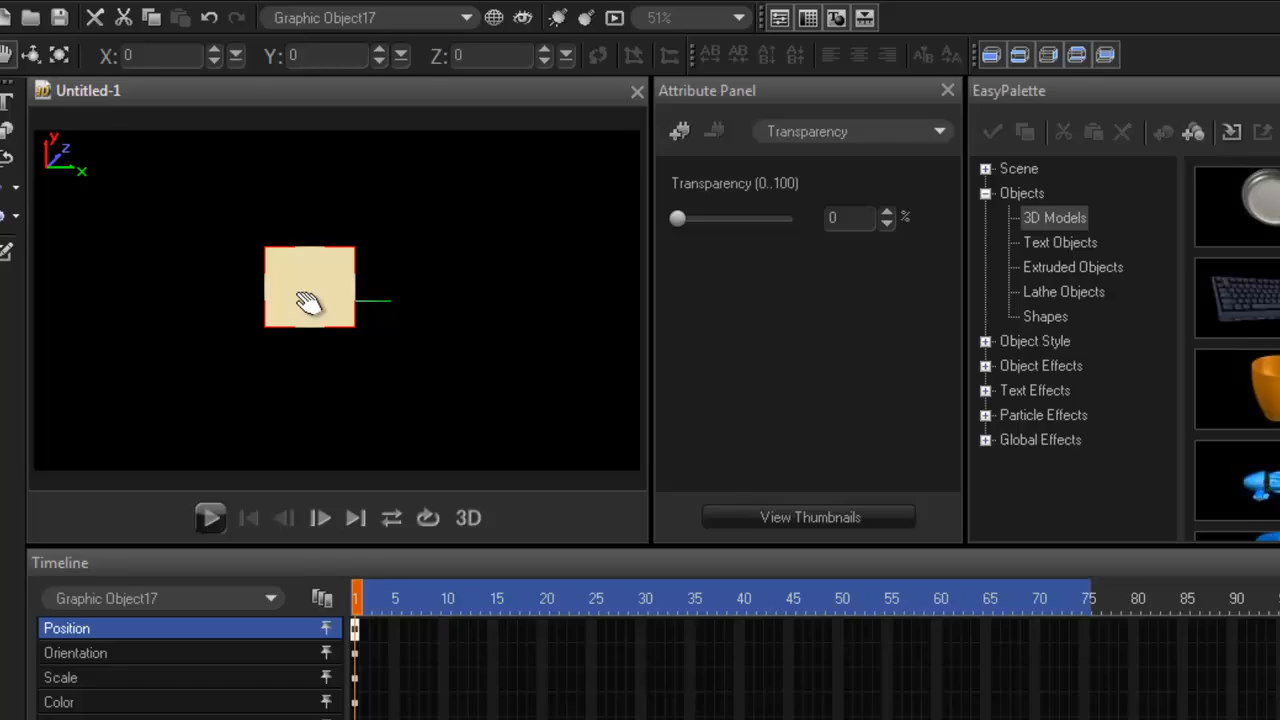 Graphic Object17
51%
X: 0
Y: 0
Z: 0
Untitled-1
Attribute Panel
EasyPalette
y
z
x
Transparency
Transparency (0..100)
0
%
Scene
Objects
3D Models
Text Objects
Extruded Objects
Lathe Objects
Shapes
Object Style
Object Effects
Text Effects
Particle Effects
Global Effects
3D
View Thumbnails
Timeline
Graphic Object17
1 5 10 15 20 25 30 35 40 45 50 55 60 65 70 75 80 85 90
Position
Orientation
Scale
Color